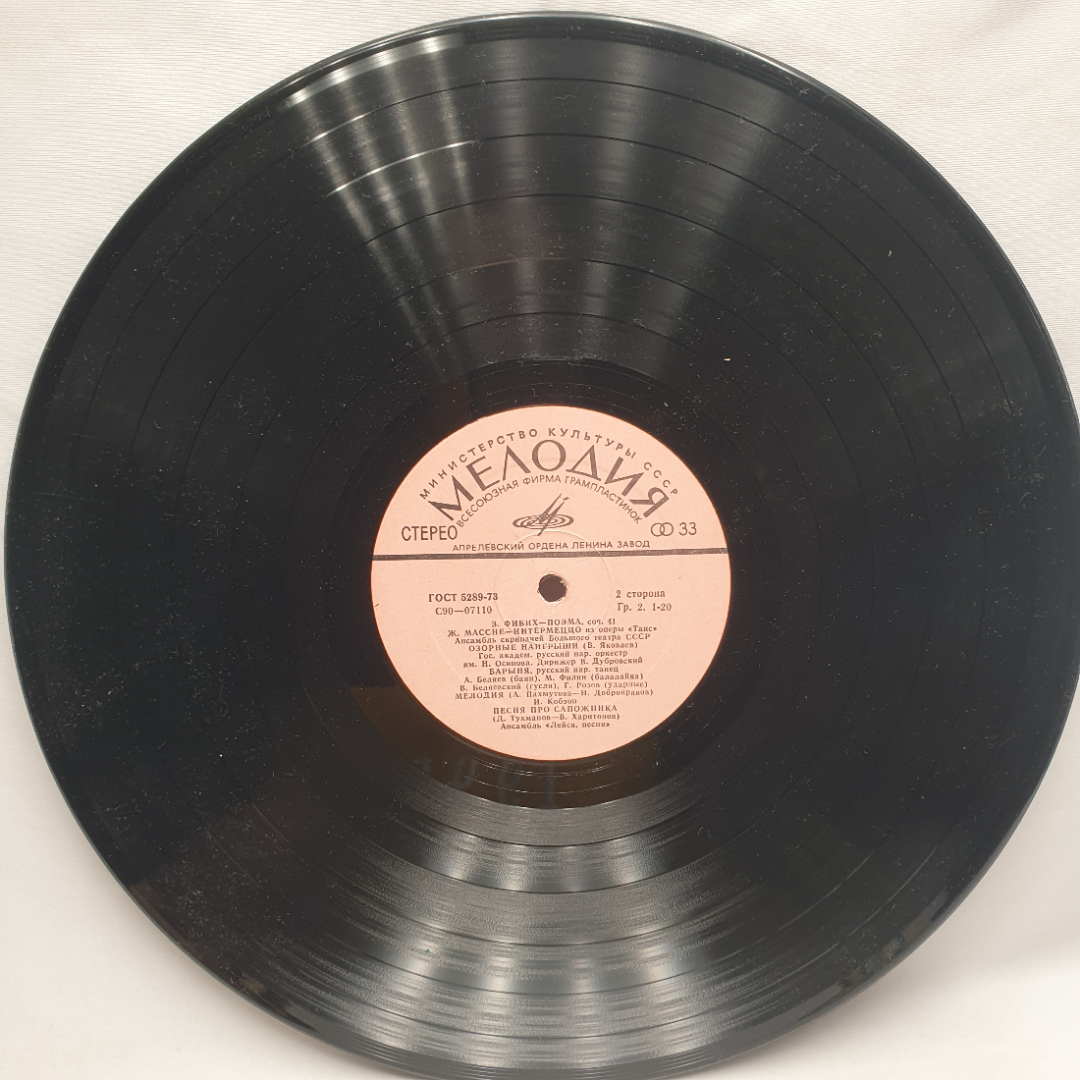 МИНИСТЕРСТВО КУЛЬТУРЫ СССР
МЕЛОДИЯ
ВСЕСОЮЗНАЯ ФИРМА ГРАМПЛАСТИНОК
СТЕРЕО
33
АПРЕЛЕВСКИЙ ОРДЕНА ЛЕНИНА ЗАВОД
ГОСТ 5289-73
2 сторона
С90—07110
Гр. 2. 1-20
З. ФИБИХ—ПОЭМА, соч. 41
Ж. МАССНЕ—ИНТЕРМЕЦЦО из оперы «Таис»
Ансамбль скрипачей Большого театра СССР
ОЗОРНЫЕ НАИГРЫШИ (В. Яковлев)
Гос. академ. русский нар. оркестр
им. Н. Осипова. Дирижер В. Дубровский
БАРЫНЯ, русский нар. танец
А. Беляев (баян), М. Филин (балалайка)
В. Беляевский (гусли), Г. Розов (ударные)
МЕЛОДИЯ (А. Пахмутова—Н. Добронравов)
И. Кобзон
ПЕСНЯ ПРО САПОЖНИКА
(Д. Тухманов—В. Харитонов)
Ансамбль «Лейся, песня»